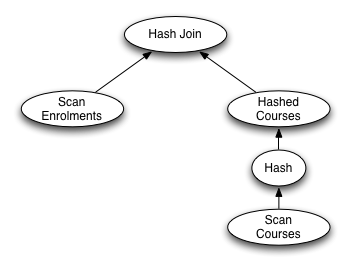 Hash Join
Scan
Enrolments
Hashed
Courses
Hash
Scan
Courses